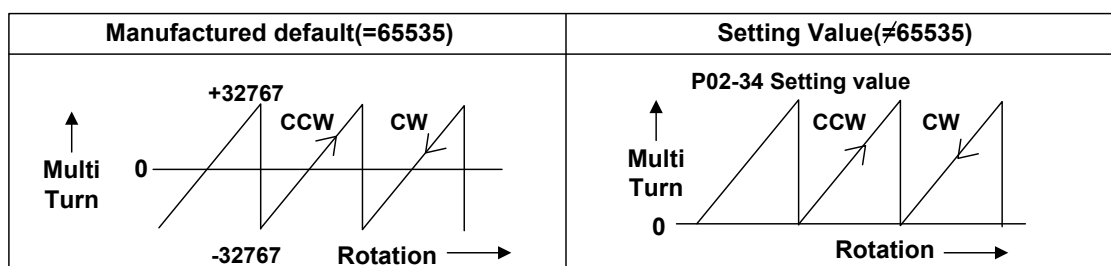 Manufactured default(=65535)
Setting Value(≠65535)
+32767
CCW
CW
Multi
Turn
0
-32767
Rotation
P02-34 Setting value
CCW
CW
Multi
Turn
0
Rotation